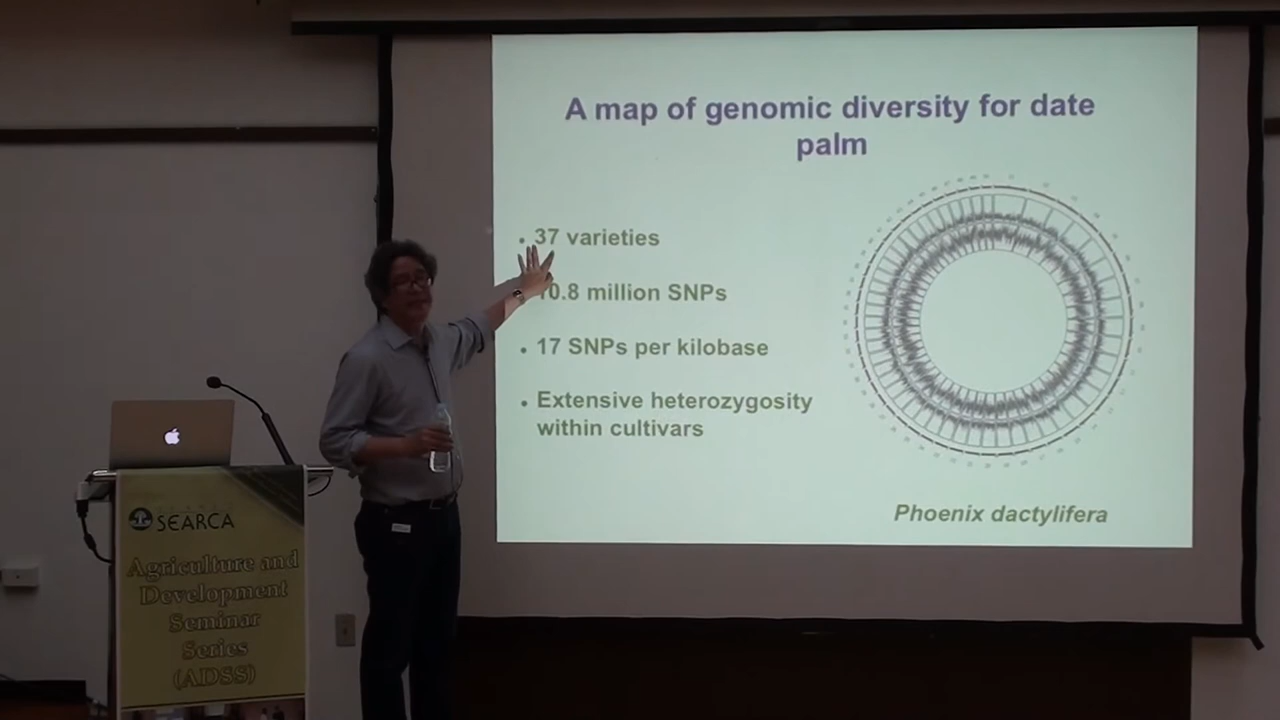 A map of genomic diversity for date
palm
• 37 varieties
10.8 million SNPs
• 17 SNPs per kilobase
• Extensive heterozygosity
within cultivars
Phoenix dactylifera
SEARCA
Agriculture and
Development
Seminar
Series
(ADSS)